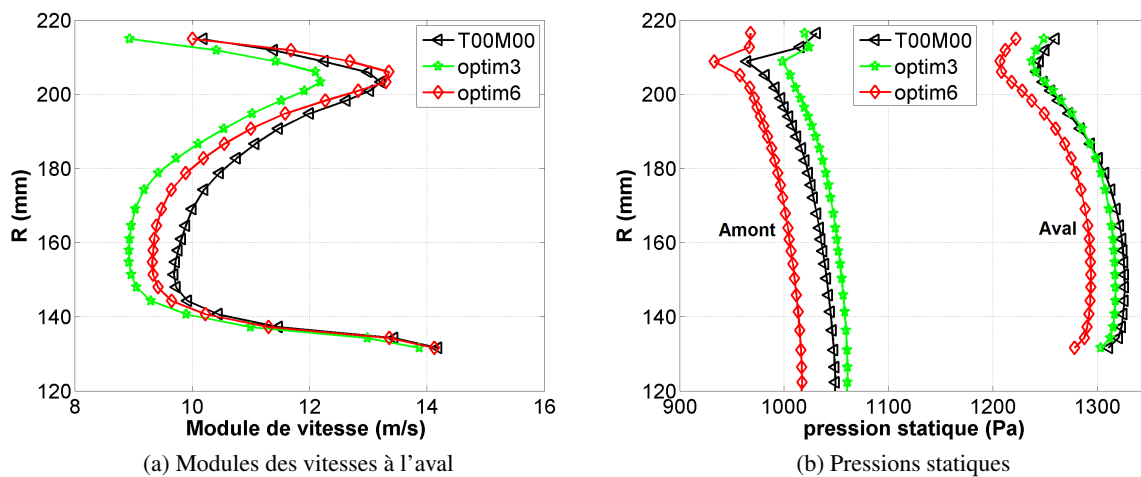 220
200
180
160
140
120
R (mm)
8
10
12
14
16
Module de vitesse (m/s)
T00M00
optim3
optim6
(a) Modules des vitesses à l'aval
220
200
180
160
140
120
R (mm)
900
1000
1100
1200
1300
pression statique (Pa)
T00M00
optim3
optim6
Amont
Aval
(b) Pressions statiques